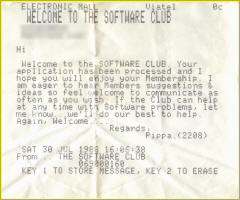 ELECTRONIC MALL Viatel 0c
WELCOME TO THE SOFTWARE CLUB
Hi
Welcome to the SOFTWARE CLUB. Your
application has been processed and I
hope you will enjoy your Membership. I
am eager to hear Members suggestions &
ideas so feel welcome to communicate as
often as you wish. If the Club can help
at any time with Software problems, let
me know.. we'll do our best to help.
Again, Welcome....
Regards,
Pippa.(2208)
SAT 30 JUL 1988 16:05:38
From .. THE SOFTWARE CLUB
KEY 1 TO STORE MESSAGE, KEY 2 TO ERASE